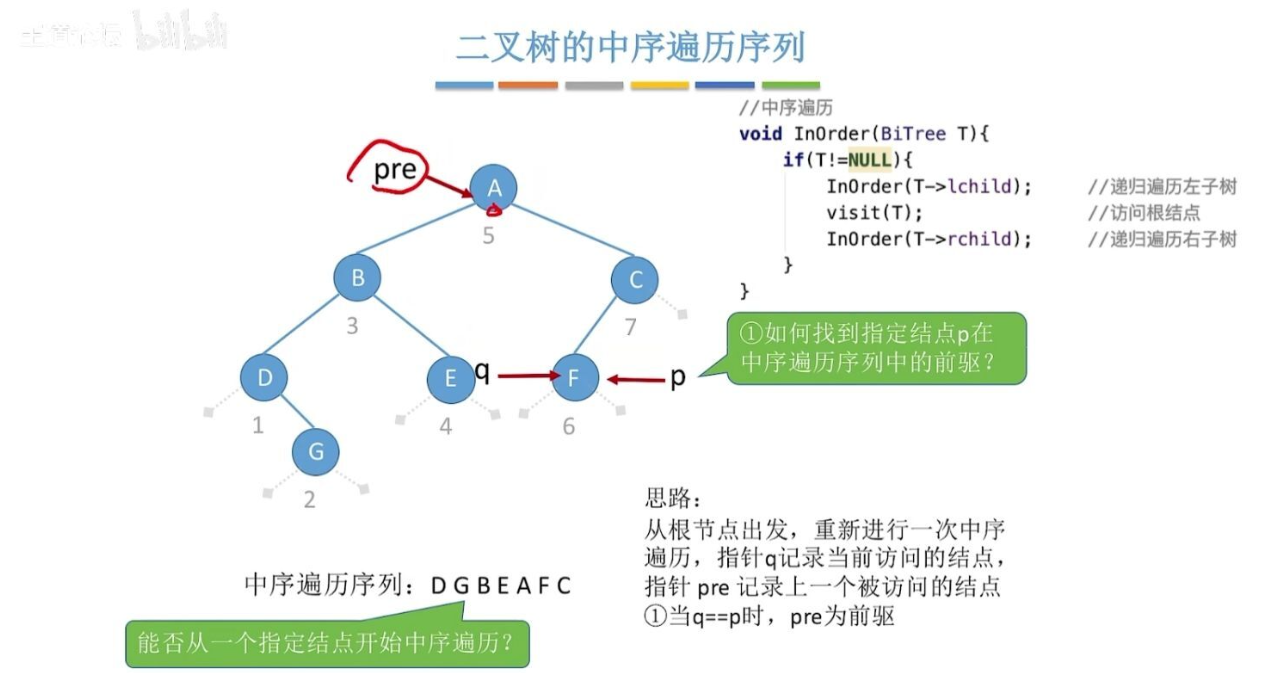 bilibili
二叉树的中序遍历序列
//中序遍历
void InOrder(BiTree T){
if(T!=NULL){
InOrder(T->lchild); //递归遍历左子树
visit(T); //访问根结点
InOrder(T->rchild); //递归遍历右子树
}
}
pre
A
5
B
3
C
7
①如何找到指定结点p在
中序遍历序列中的前驱？
D
1
E
4
q
F
6
p
G
2
思路：
从根节点出发，重新进行一次中序
遍历，指针q记录当前访问的结点，
指针 pre 记录上一个被访问的结点
①当q==p时，pre为前驱
中序遍历序列：D G B E A F C
能否从一个指定结点开始中序遍历？